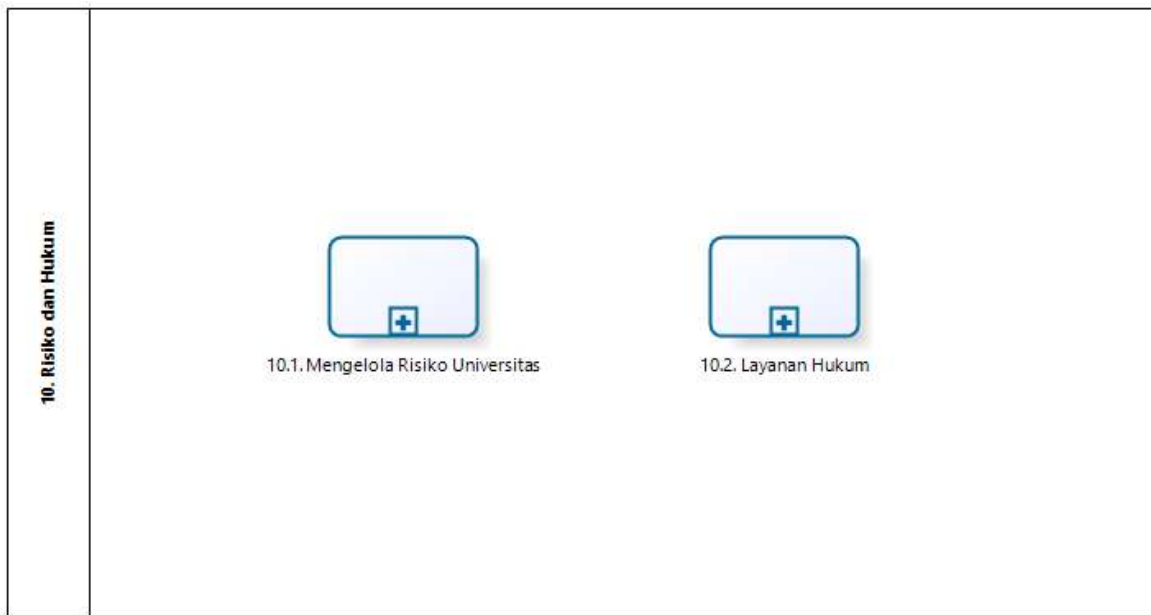 10. Risiko dan Hukum
10.1. Mengelola Risiko Universitas
10.2. Layanan Hukum